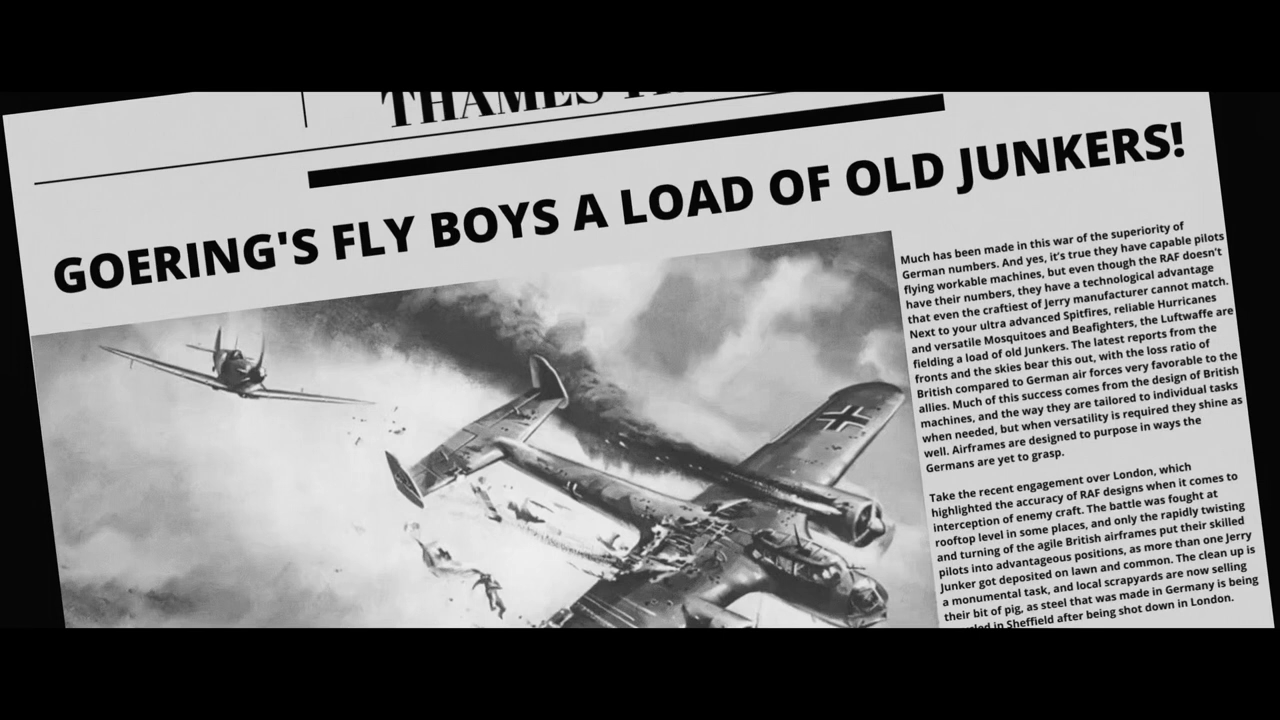 THAMES
GOERING'S FLY BOYS A LOAD OF OLD JUNKERS!
Much has been made in this war of the superiority of
German numbers. And yes, it's true they have capable pilots
flying workable machines, but even though the RAF doesn't
have their numbers, they have a technological advantage
that even the craftiest of Jerry manufacturer cannot match.
Next to your ultra advanced Spitfires, reliable Hurricanes
and versatile Mosquitoes and Beafighters, the Luftwaffe are
fielding a load of old Junkers. The latest reports from the
fronts and the skies bear this out, with the loss ratio of
British compared to German air forces very favorable to the
allies. Much of this success comes from the design of British
machines, and the way they are tailored to individual tasks
when needed, but when versatility is required they shine as
well. Airframes are designed to purpose in ways the
Germans are yet to grasp.
Take the recent engagement over London, which
highlighted the accuracy of RAF designs when it comes to
interception of enemy craft. The battle was fought at
rooftop level in some places, and only the rapidly twisting
and turning of the agile British airframes put their skilled
pilots into advantageous positions, as more than one Jerry
Junker got deposited on lawn and common. The clean up is
a monumental task, and local scrapyards are now selling
their bit of pig, as steel that was made in Germany is being
in Sheffield after being shot down in London.